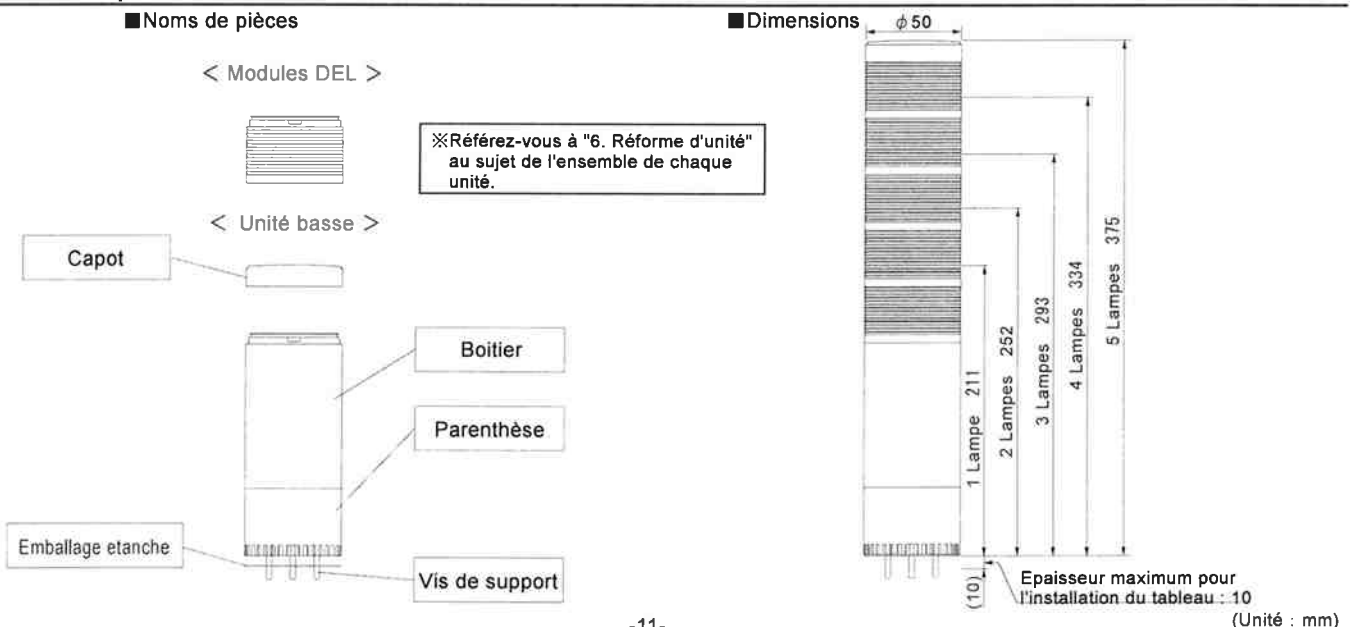 ■Noms de pièces
< Modules DEL >
※Référez-vous à "6. Réforme d'unité"
au sujet de l'ensemble de chaque
unité.
< Unité basse >
Capot
Boitier
Parenthèse
Emballage etanche
Vis de support
■Dimensions
φ50
1 Lampe 211
2 Lampes 252
3 Lampes 293
4 Lampes 334
5 Lampes 375
(10)
Epaisseur maximum pour
l'installation du tableau : 10
(Unité : mm)
-11-